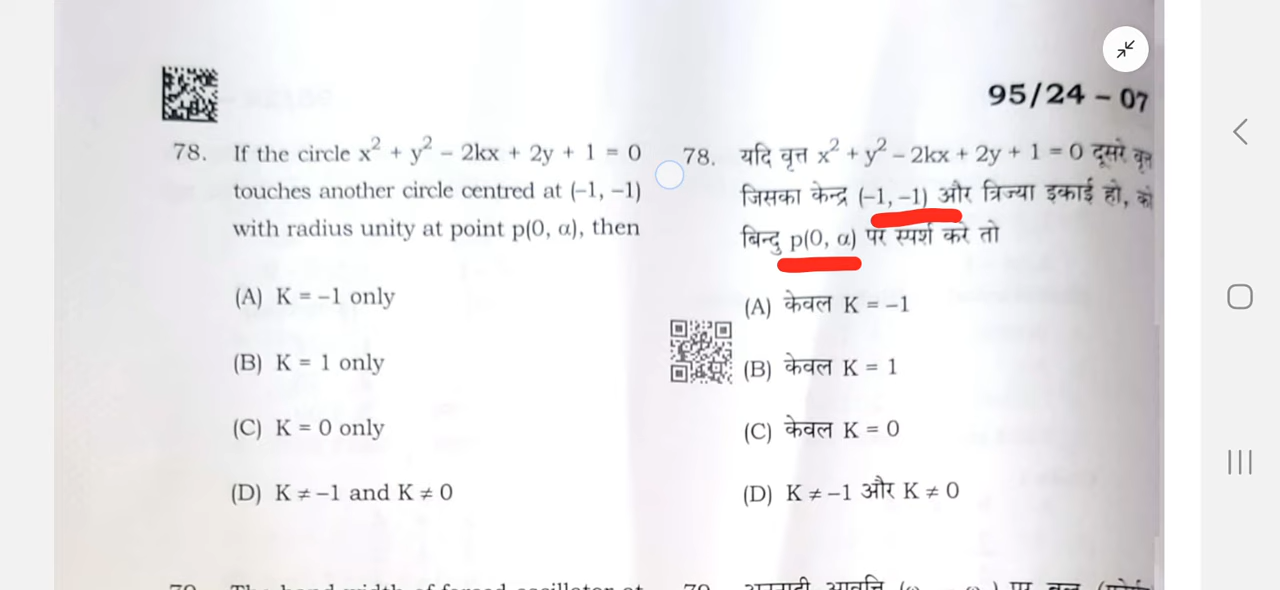 95/24 – 07
78. If the circle x² + y² – 2kx + 2y + 1 = 0
touches another circle centred at (–1, –1)
with radius unity at point p(0, α), then
(A) K = –1 only
(B) K = 1 only
(C) K = 0 only
(D) K ≠ –1 and K ≠ 0
78. यदि वृत्त x² + y² – 2kx + 2y + 1 = 0 दूसरे वृत्त
जिसका केन्द्र (–1, –1) और त्रिज्या इकाई हो, को
बिन्दु p(0, α) पर स्पर्श करे तो
(A) केवल K = –1
(B) केवल K = 1
(C) केवल K = 0
(D) K ≠ –1 और K ≠ 0